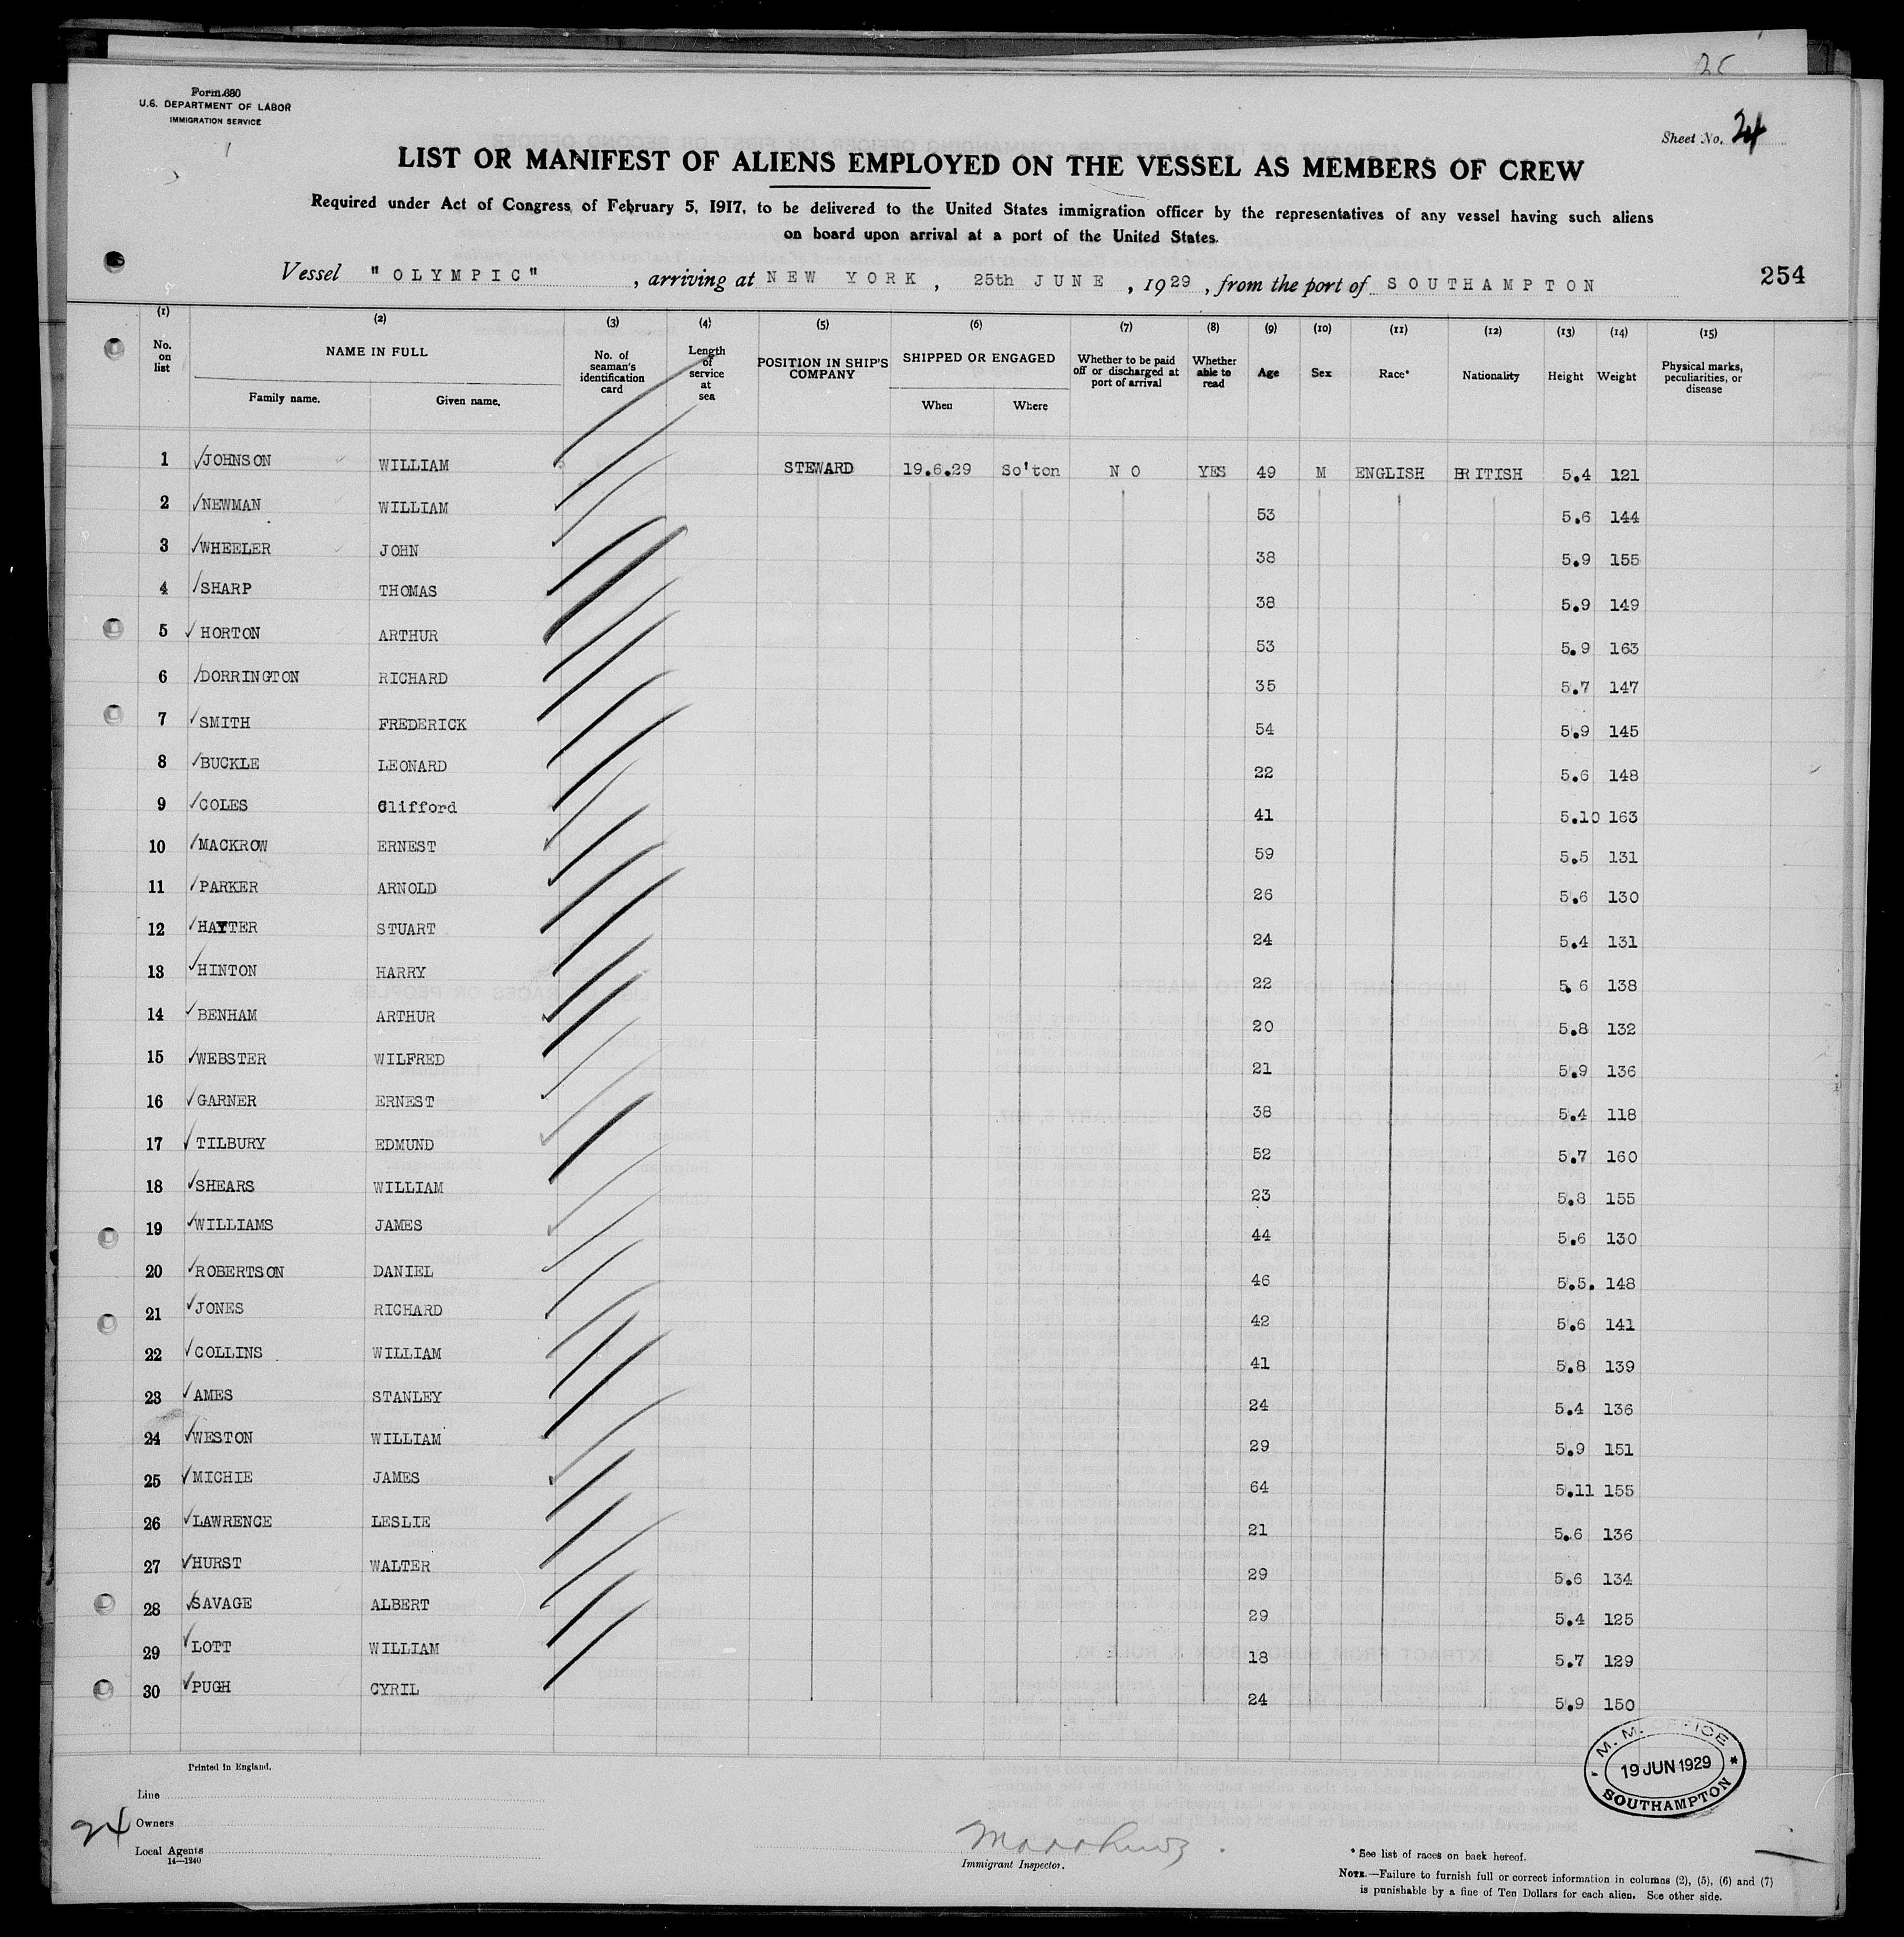 25
Form 680
U.S. DEPARTMENT OF LABOR
IMMIGRATION SERVICE
Sheet No. 24
LIST OR MANIFEST OF ALIENS EMPLOYED ON THE VESSEL AS MEMBERS OF CREW
Required under Act of Congress of February 5, 1917, to be delivered to the United States immigration officer by the representatives of any vessel having such aliens
on board upon arrival at a port of the United States.
Vessel "OLYMPIC" , arriving at NEW YORK, 25th JUNE , 1929 , from the port of SOUTHAMPTON
254
(1) (2) (3) (4) (5) (6) (7) (8) (9) (10) (11) (12) (13) (14) (15)
No. on list NAME IN FULL Family name. Given name. No. of seaman's identification card Length of service at sea POSITION IN SHIP'S COMPANY SHIPPED OR ENGAGED When Where Whether to be paid off or discharged at port of arrival Whether able to read Age Sex Race* Nationality Height Weight Physical marks, peculiarities, or disease
1 JOHNSON WILLIAM STEWARD 19.6.29 So'ton NO YES 49 M ENGLISH BRITISH 5.4 121
2 NEWMAN WILLIAM 53 5.6 144
3 WHEELER JOHN 38 5.9 155
4 SHARP THOMAS 38 5.9 149
5 HORTON ARTHUR 53 5.9 163
6 DORRINGTON RICHARD 35 5.7 147
7 SMITH FREDERICK 54 5.9 145
8 BUCKLE LEONARD 22 5.6 148
9 COLES Clifford 41 5.10 163
10 MACKROW ERNEST 59 5.5 131
11 PARKER ARNOLD 26 5.6 130
12 HAYTER STUART 24 5.4 131
13 HINTON HARRY 22 5.6 138
14 BENHAM ARTHUR 20 5.8 132
15 WEBSTER WILFRED 21 5.9 136
16 GARNER ERNEST 38 5.4 118
17 TILBURY EDMUND 52 5.7 160
18 SHEARS WILLIAM 23 5.8 155
19 WILLIAMS JAMES 44 5.6 130
20 ROBERTSON DANIEL 46 5.5. 148
21 JONES RICHARD 42 5.6 141
22 COLLINS WILLIAM 41 5.8 139
23 AMES STANLEY 24 5.4 136
24 WESTON WILLIAM 29 5.9 151
25 MICHIE JAMES 64 5.11 155
26 LAWRENCE LESLIE 21 5.6 136
27 HURST WALTER 29 5.6 134
28 SAVAGE ALBERT 29 5.4 125
29 LOTT WILLIAM 18 5.7 129
30 PUGH CYRIL 24 5.9 150
M. M. OFFICE
19 JUN 1929
SOUTHAMPTON
Printed in England.
Line
24
Owners
Local Agents
14—1240
Immigrant Inspector.
* See list of races on back hereof.
NOTE.—Failure to furnish full or correct information in columns (2), (5), (6) and (7)
is punishable by a fine of Ten Dollars for each alien. See other side.